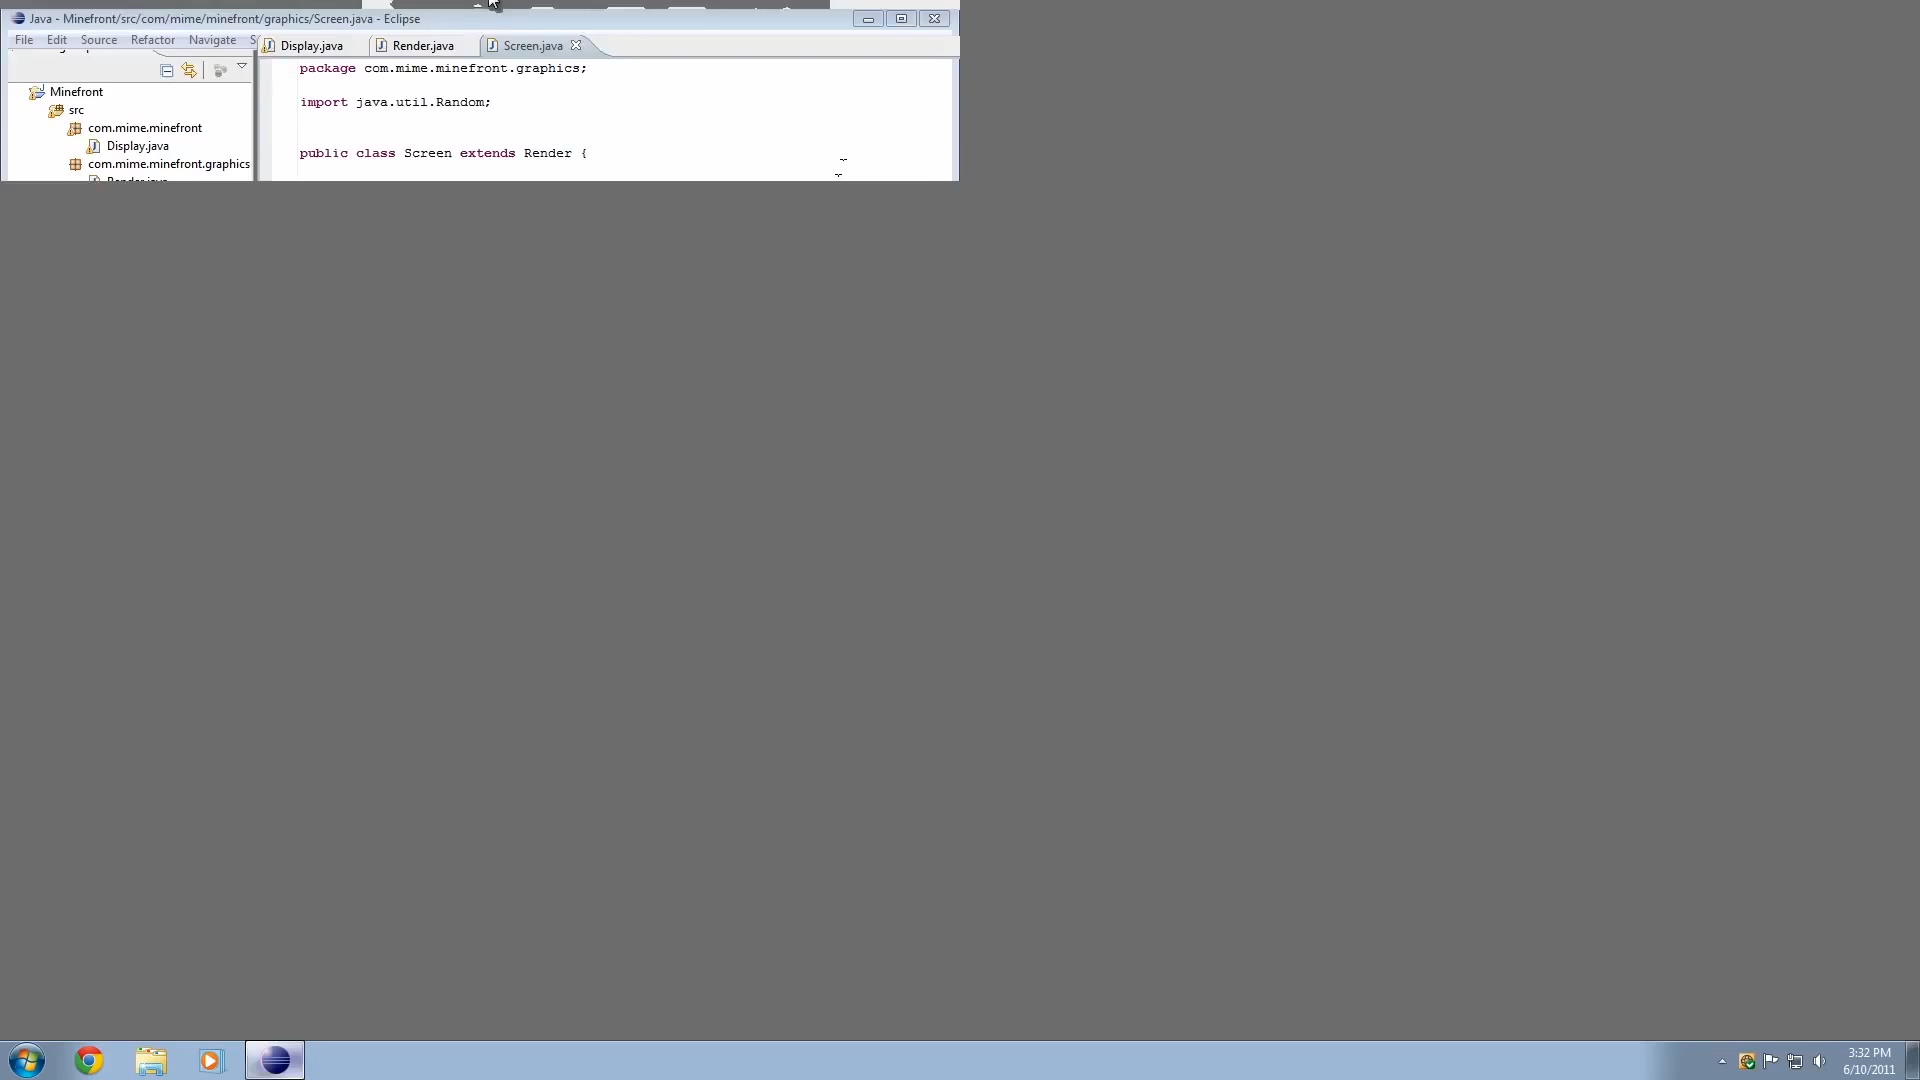 Java - Minefront/src/com/mime/minefront/graphics/Screen.java - Eclipse
File Edit Source Refactor Navigate
Display.java Render.java Screen.java
package com.mime.minefront.graphics;
import java.util.Random;
public class Screen extends Render {
Minefront
src
com.mime.minefront
Display.java
com.mime.minefront.graphics
3:32 PM
6/10/2011